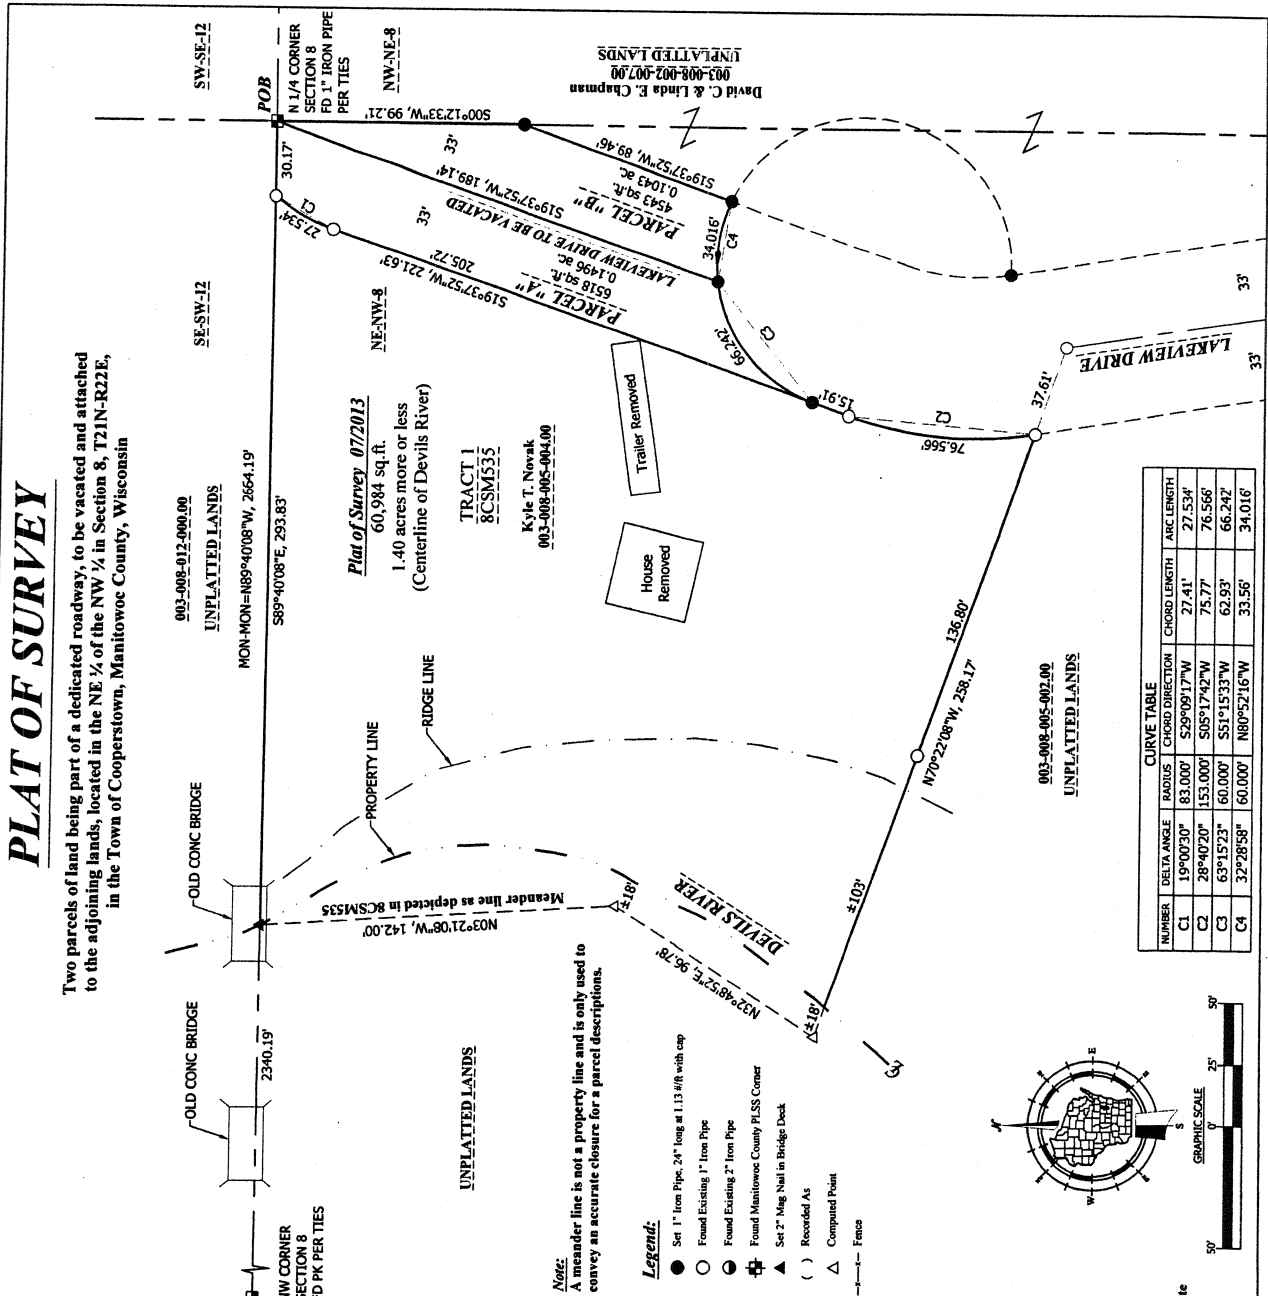 PLAT OF SURVEY
Two parcels of land being part of a dedicated roadway, to be vacated and attached
to the adjoining lands, located in the NE ¼ of the NW ¼ in Section 8, T21N-R22E,
in the Town of Cooperstown, Manitowoc County, Wisconsin
SW-SE-12
SE-SW-12
POB
N 1/4 CORNER
SECTION 8
FD 1" IRON PIPE
PER TIES
NW-NE-8
NE-NW-8
003-008-012-000.00
UNPLATTED LANDS
MON-MON=N89°40'08"W, 2664.19'
S89°40'08"E, 293.83'
30.17'
S00°12'33"W, 99.21'
David C. & Linda E. Chapman
003-008-002-007.00
UNPLATTED LANDS
C1
27.534'
33'
33'
S19°37'52"W, 189.14'
LAKEVIEW DRIVE TO BE VACATED
S19°37'52"W, 89.46'
4543 sq.ft.
0.1043 ac.
PARCEL "B"
205.72'
S19°37'52"W, 221.63'
6518 sq.ft.
0.1496 ac.
PARCEL "A"
34.016'
C4
66.242'
C3
15.91'
C2
76.566'
37.61'
LAKEVIEW DRIVE
33'
33'
Plat of Survey 07/2013
60,984 sq.ft.
1.40 acres more or less
(Centerline of Devils River)
TRACT 1
8CSM535
Kyle T. Novak
003-008-005-004.00
Trailer Removed
House
Removed
136.80'
N70°22'08"W, 258.17'
±103'
003-008-005-002.00
UNPLATTED LANDS
RIDGE LINE
PROPERTY LINE
OLD CONC BRIDGE
OLD CONC BRIDGE
Meander line as depicted in 8CSM535
N03°21'08"W, 142.00'
±18'
DEVILS RIVER
N32°48'52"E, 96.78'
±18'
2340.19'
UNPLATTED LANDS
NW CORNER
SECTION 8
FD PK PER TIES
Note:
A meander line is not a property line and is only used to
convey an accurate closure for a parcel descriptions.
Legend:
Set 1" Iron Pipe, 24" long at 1.13 #/ft with cap
Found Existing 1" Iron Pipe
Found Existing 2" Iron Pipe
Found Manitowoc County PLSS Corner
Set 2" Mag Nail in Bridge Deck
( ) Recorded As
Computed Point
Fence
CURVE TABLE
NUMBER DELTA ANGLE RADIUS CHORD DIRECTION CHORD LENGTH ARC LENGTH
C1 19°00'30" 83.000' S29°09'17"W 27.41' 27.534'
C2 28°40'20" 153.000' S05°17'42"W 75.77' 76.566'
C3 63°15'23" 60.000' S51°15'33"W 62.93' 66.242'
C4 32°28'58" 60.000' N80°52'16"W 33.56' 34.016'
N
E
S
W
GRAPHIC SCALE
50' 0' 25' 50'